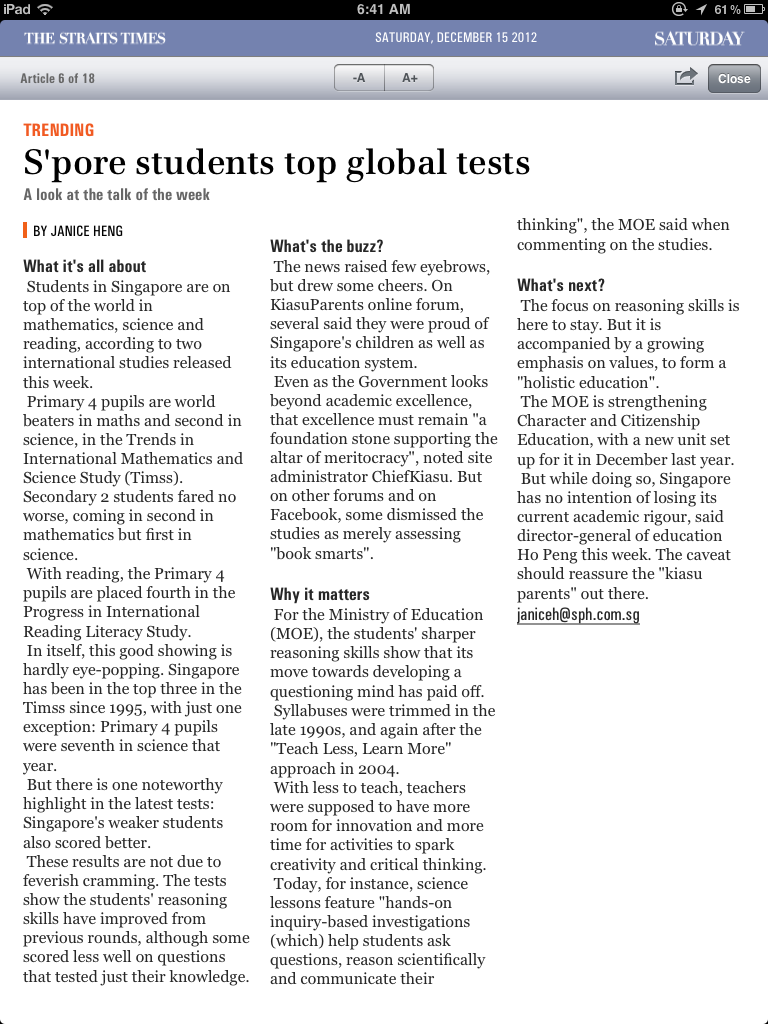 iPad
6:41 AM
61%
THE STRAITS TIMES
SATURDAY, DECEMBER 15 2012
SATURDAY
Article 6 of 18
-A
A+
Close
TRENDING
S'pore students top global tests
A look at the talk of the week
BY JANICE HENG
What it's all about
Students in Singapore are on
top of the world in
mathematics, science and
reading, according to two
international studies released
this week.
Primary 4 pupils are world
beaters in maths and second in
science, in the Trends in
International Mathematics and
Science Study (Timss).
Secondary 2 students fared no
worse, coming in second in
mathematics but first in
science.
With reading, the Primary 4
pupils are placed fourth in the
Progress in International
Reading Literacy Study.
In itself, this good showing is
hardly eye-popping. Singapore
has been in the top three in the
Timss since 1995, with just one
exception: Primary 4 pupils
were seventh in science that
year.
But there is one noteworthy
highlight in the latest tests:
Singapore's weaker students
also scored better.
These results are not due to
feverish cramming. The tests
show the students' reasoning
skills have improved from
previous rounds, although some
scored less well on questions
that tested just their knowledge.
What's the buzz?
The news raised few eyebrows,
but drew some cheers. On
KiasuParents online forum,
several said they were proud of
Singapore's children as well as
its education system.
Even as the Government looks
beyond academic excellence,
that excellence must remain "a
foundation stone supporting the
altar of meritocracy", noted site
administrator ChiefKiasu. But
on other forums and on
Facebook, some dismissed the
studies as merely assessing
"book smarts".
Why it matters
For the Ministry of Education
(MOE), the students' sharper
reasoning skills show that its
move towards developing a
questioning mind has paid off.
Syllabuses were trimmed in the
late 1990s, and again after the
"Teach Less, Learn More"
approach in 2004.
With less to teach, teachers
were supposed to have more
room for innovation and more
time for activities to spark
creativity and critical thinking.
Today, for instance, science
lessons feature "hands-on
inquiry-based investigations
(which) help students ask
questions, reason scientifically
and communicate their
thinking", the MOE said when
commenting on the studies.
What's next?
The focus on reasoning skills is
here to stay. But it is
accompanied by a growing
emphasis on values, to form a
"holistic education".
The MOE is strengthening
Character and Citizenship
Education, with a new unit set
up for it in December last year.
But while doing so, Singapore
has no intention of losing its
current academic rigour, said
director-general of education
Ho Peng this week. The caveat
should reassure the "kiasu
parents" out there.
janiceh@sph.com.sg